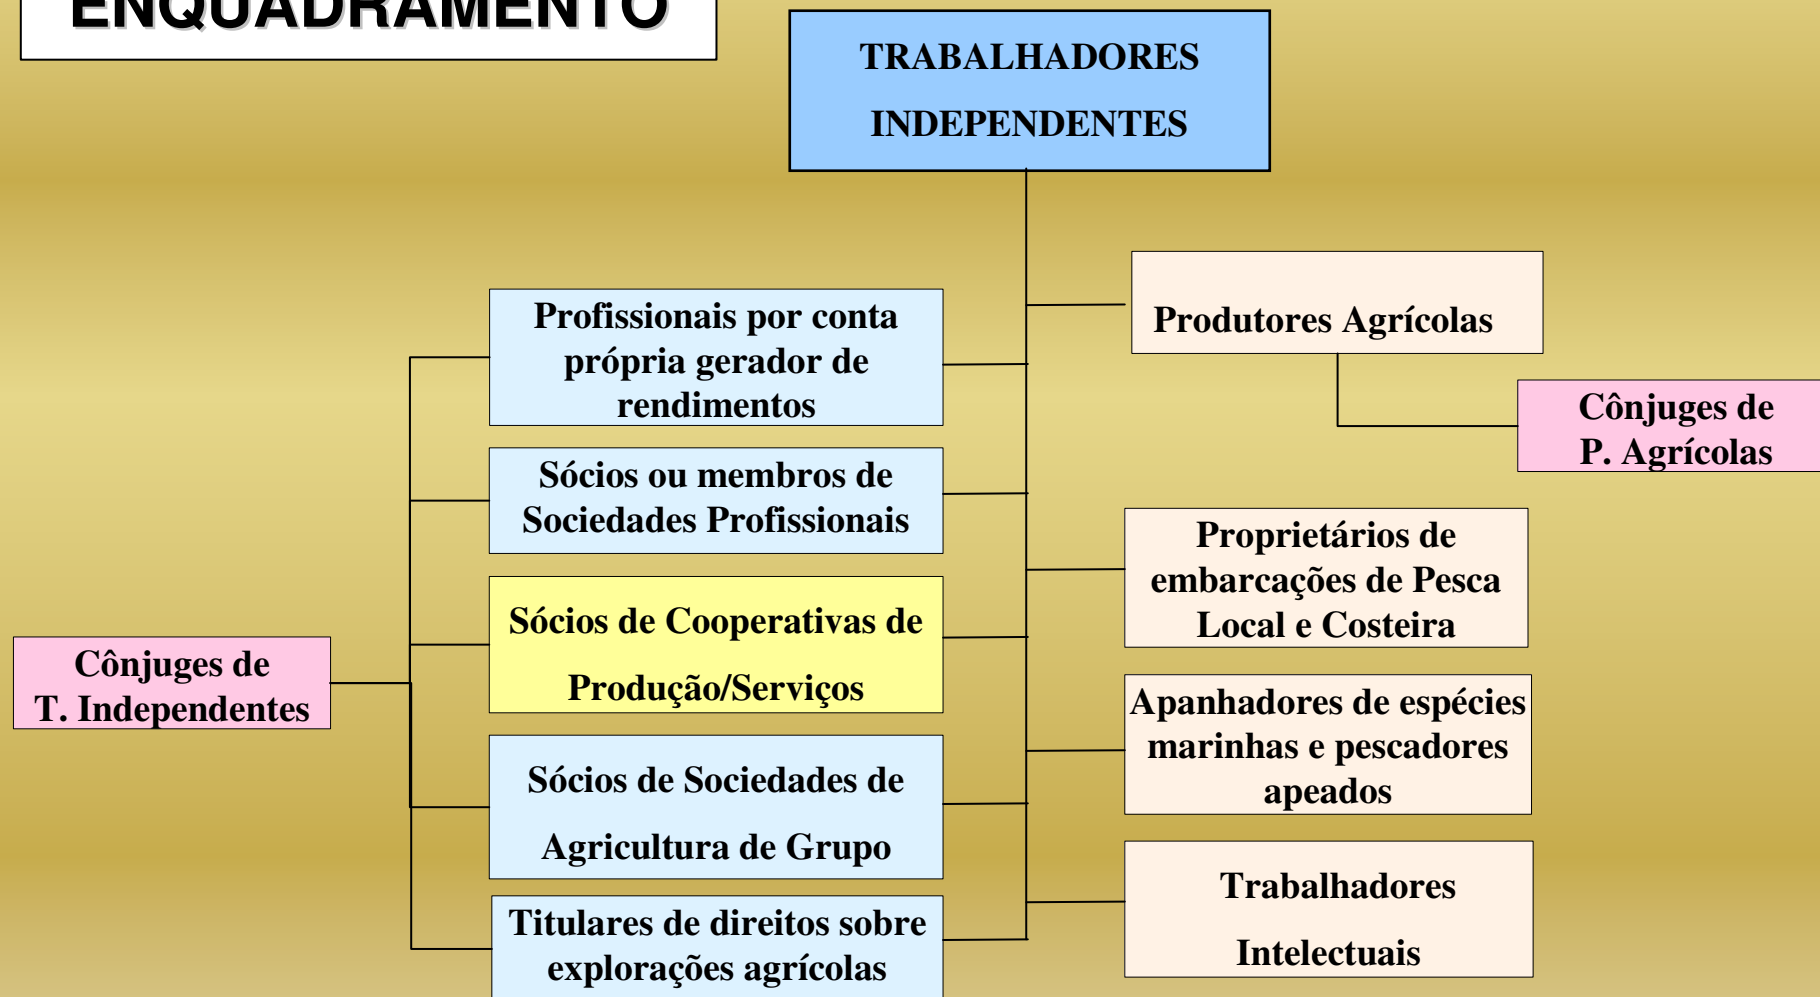 ENQUADRAMENTO
TRABALHADORES
INDEPENDENTES
Profissionais por conta
própria gerador de
rendimentos
Sócios ou membros de
Sociedades Profissionais
Sócios de Cooperativas de
Produção/Serviços
Sócios de Sociedades de
Agricultura de Grupo
Titulares de direitos sobre
explorações agrícolas
Cônjuges de
T. Independentes
Produtores Agrícolas
Cônjuges de
P. Agrícolas
Proprietários de
embarcações de Pesca
Local e Costeira
Apanhadores de espécies
marinhas e pescadores
apeados
Trabalhadores
Intelectuais